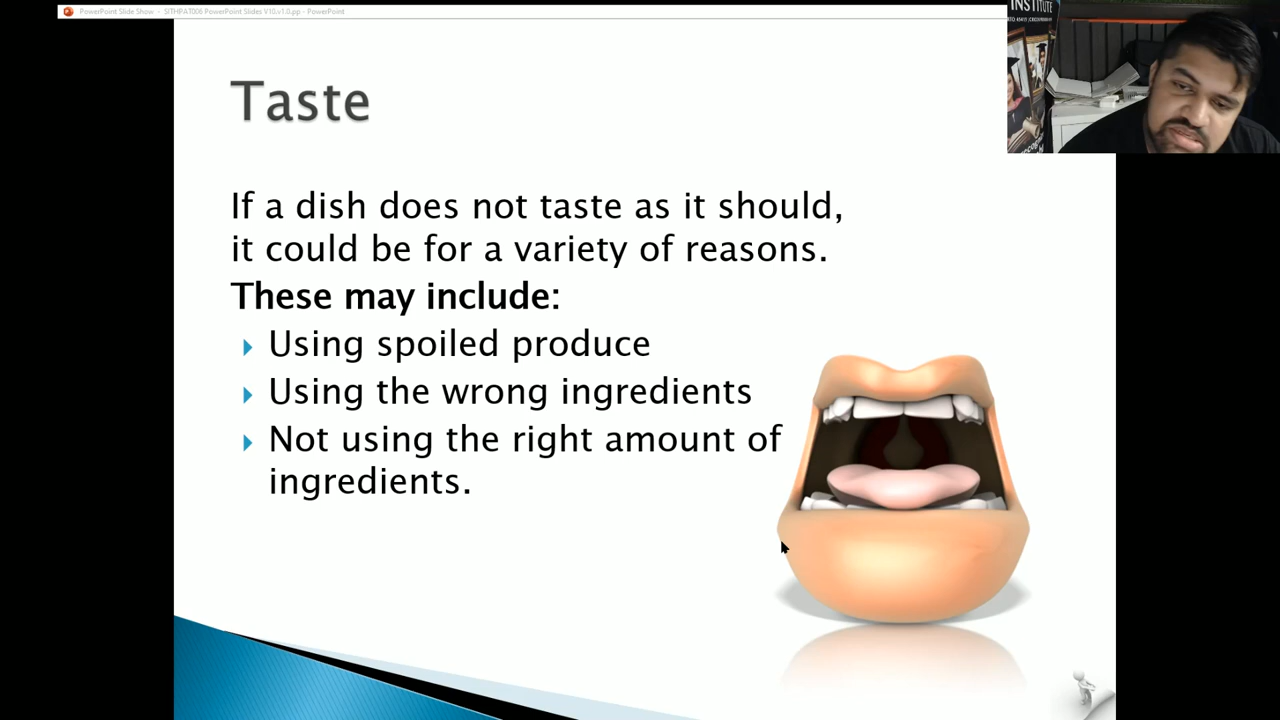 PowerPoint Slide Show - SITHPAT006 PowerPoint Slides V10.v1.0.pp - PowerPoint
INSTITUTE
Taste
If a dish does not taste as it should,
it could be for a variety of reasons.
These may include:
Using spoiled produce
Using the wrong ingredients
Not using the right amount of
ingredients.